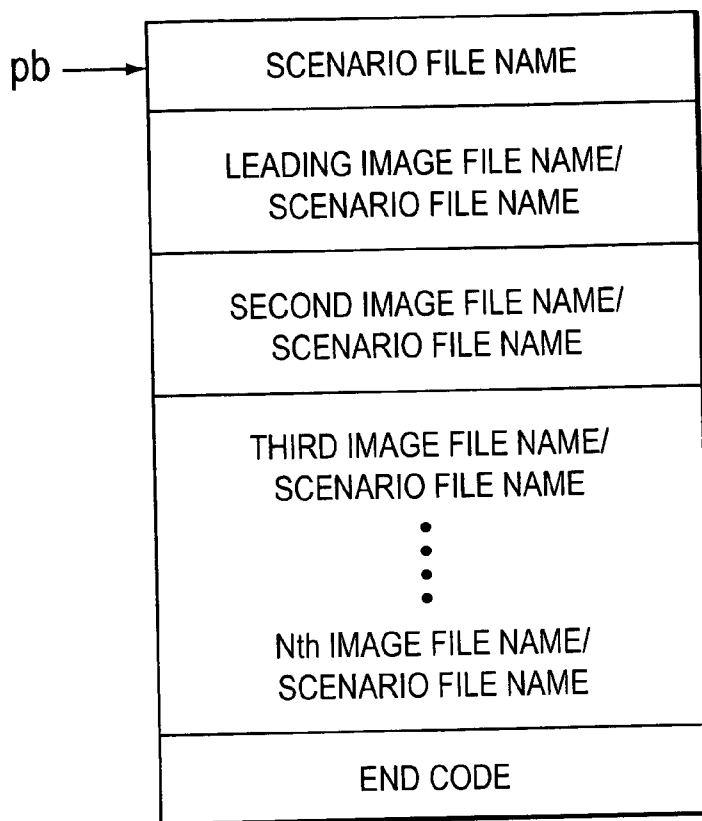 pb
SCENARIO FILE NAME
LEADING IMAGE FILE NAME/
SCENARIO FILE NAME
SECOND IMAGE FILE NAME/
SCENARIO FILE NAME
THIRD IMAGE FILE NAME/
SCENARIO FILE NAME
Nth IMAGE FILE NAME/
SCENARIO FILE NAME
END CODE